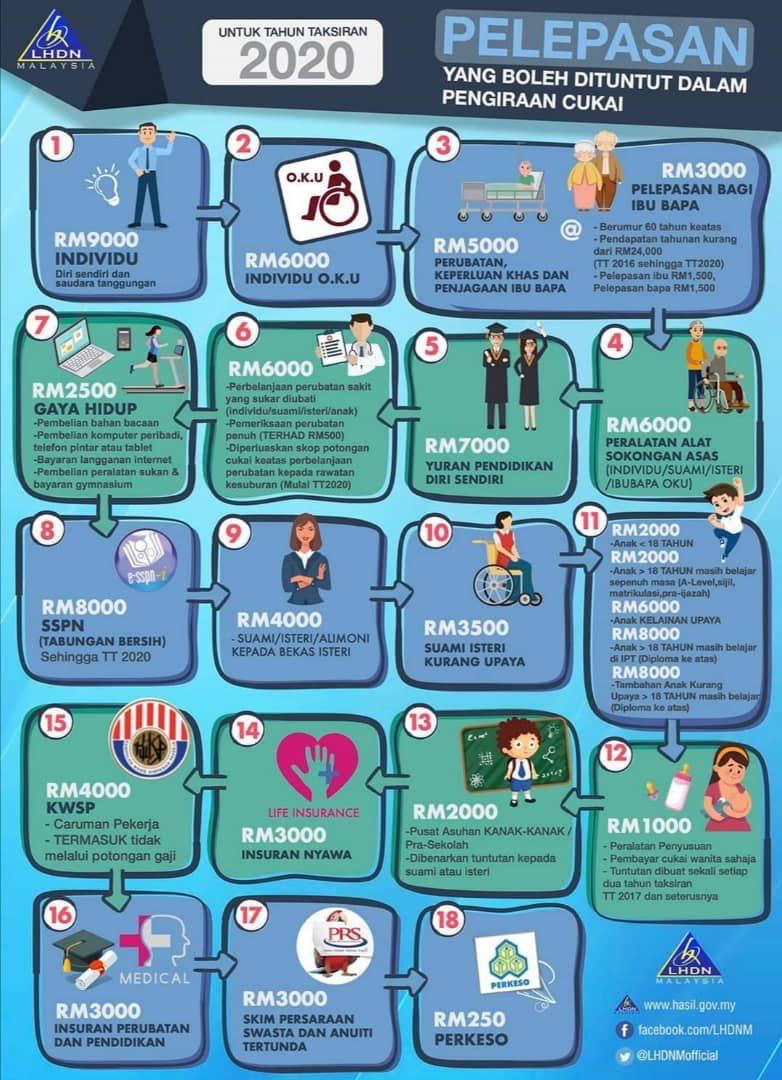 LHDN
MALAYSIA
UNTUK TAHUN TAKSIRAN
2020
PELEPASAN
YANG BOLEH DITUNTUT DALAM
PENGIRAAN CUKAI
1
RM9000
INDIVIDU
Diri sendiri dan
saudara tanggungan
2
O.K.U
RM6000
INDIVIDU O.K.U
3
RM5000
PERUBATAN,
KEPERLUAN KHAS DAN
PENJAGAAN IBU BAPA
@
RM3000
PELEPASAN BAGI
IBU BAPA
- Berumur 60 tahun keatas
- Pendapatan tahunan kurang
dari RM24,000
(TT 2016 sehingga TT2020)
- Pelepasan ibu RM1,500,
Pelepasan bapa RM1,500
4
RM6000
PERALATAN ALAT
SOKONGAN ASAS
(INDIVIDU/SUAMI/ISTERI
/IBUBAPA OKU)
5
RM7000
YURAN PENDIDIKAN
DIRI SENDIRI
6
RM6000
-Perbelanjaan perubatan sakit
yang sukar diubati
(individu/suami/isteri/anak)
-Pemeriksaan perubatan
penuh (TERHAD RM500)
-Diperluaskan skop potongan
cukai keatas perbelanjaan
perubatan kepada rawatan
kesuburan (Mulai TT2020)
7
RM2500
GAYA HIDUP
-Pembelian bahan bacaan
-Pembelian komputer peribadi,
telefon pintar atau tablet
-Bayaran langganan internet
-Pembelian peralatan sukan &
bayaran gymnasium
8
e-sspn-i
RM8000
SSPN
(TABUNGAN BERSIH)
Sehingga TT 2020
9
RM4000
- SUAMI/ISTERI/ALIMONI
KEPADA BEKAS ISTERI
10
RM3500
SUAMI ISTERI
KURANG UPAYA
11
RM2000
-Anak < 18 TAHUN
RM2000
-Anak > 18 TAHUN masih belajar
sepenuh masa (A-Level,sijil,
matrikulasi,pra-ijazah)
RM6000
-Anak KELAINAN UPAYA
RM8000
-Anak > 18 TAHUN masih belajar
di IPT (Diploma ke atas)
RM8000
-Tambahan Anak Kurang
Upaya > 18 TAHUN masih belajar
(Diploma ke atas)
12
RM1000
- Peralatan Penyusuan
- Pembayar cukai wanita sahaja
- Tuntutan dibuat sekali setiap
dua tahun taksiran
TT 2017 dan seterusnya
13
RM2000
-Pusat Asuhan KANAK-KANAK /
Pra-Sekolah
-Dibenarkan tuntutan kepada
suami atau isteri
14
LIFE INSURANCE
RM3000
INSURAN NYAWA
15
RM4000
KWSP
- Caruman Pekerja
- TERMASUK tidak
melalui potongan gaji
16
MEDICAL
RM3000
INSURAN PERUBATAN
DAN PENDIDIKAN
17
PRS
RM3000
SKIM PERSARAAN
SWASTA DAN ANUITI
TERTUNDA
18
PERKESO
RM250
PERKESO
LHDN
MALAYSIA
www.hasil.gov.my
facebook.com/LHDNM
@LHDNMofficial